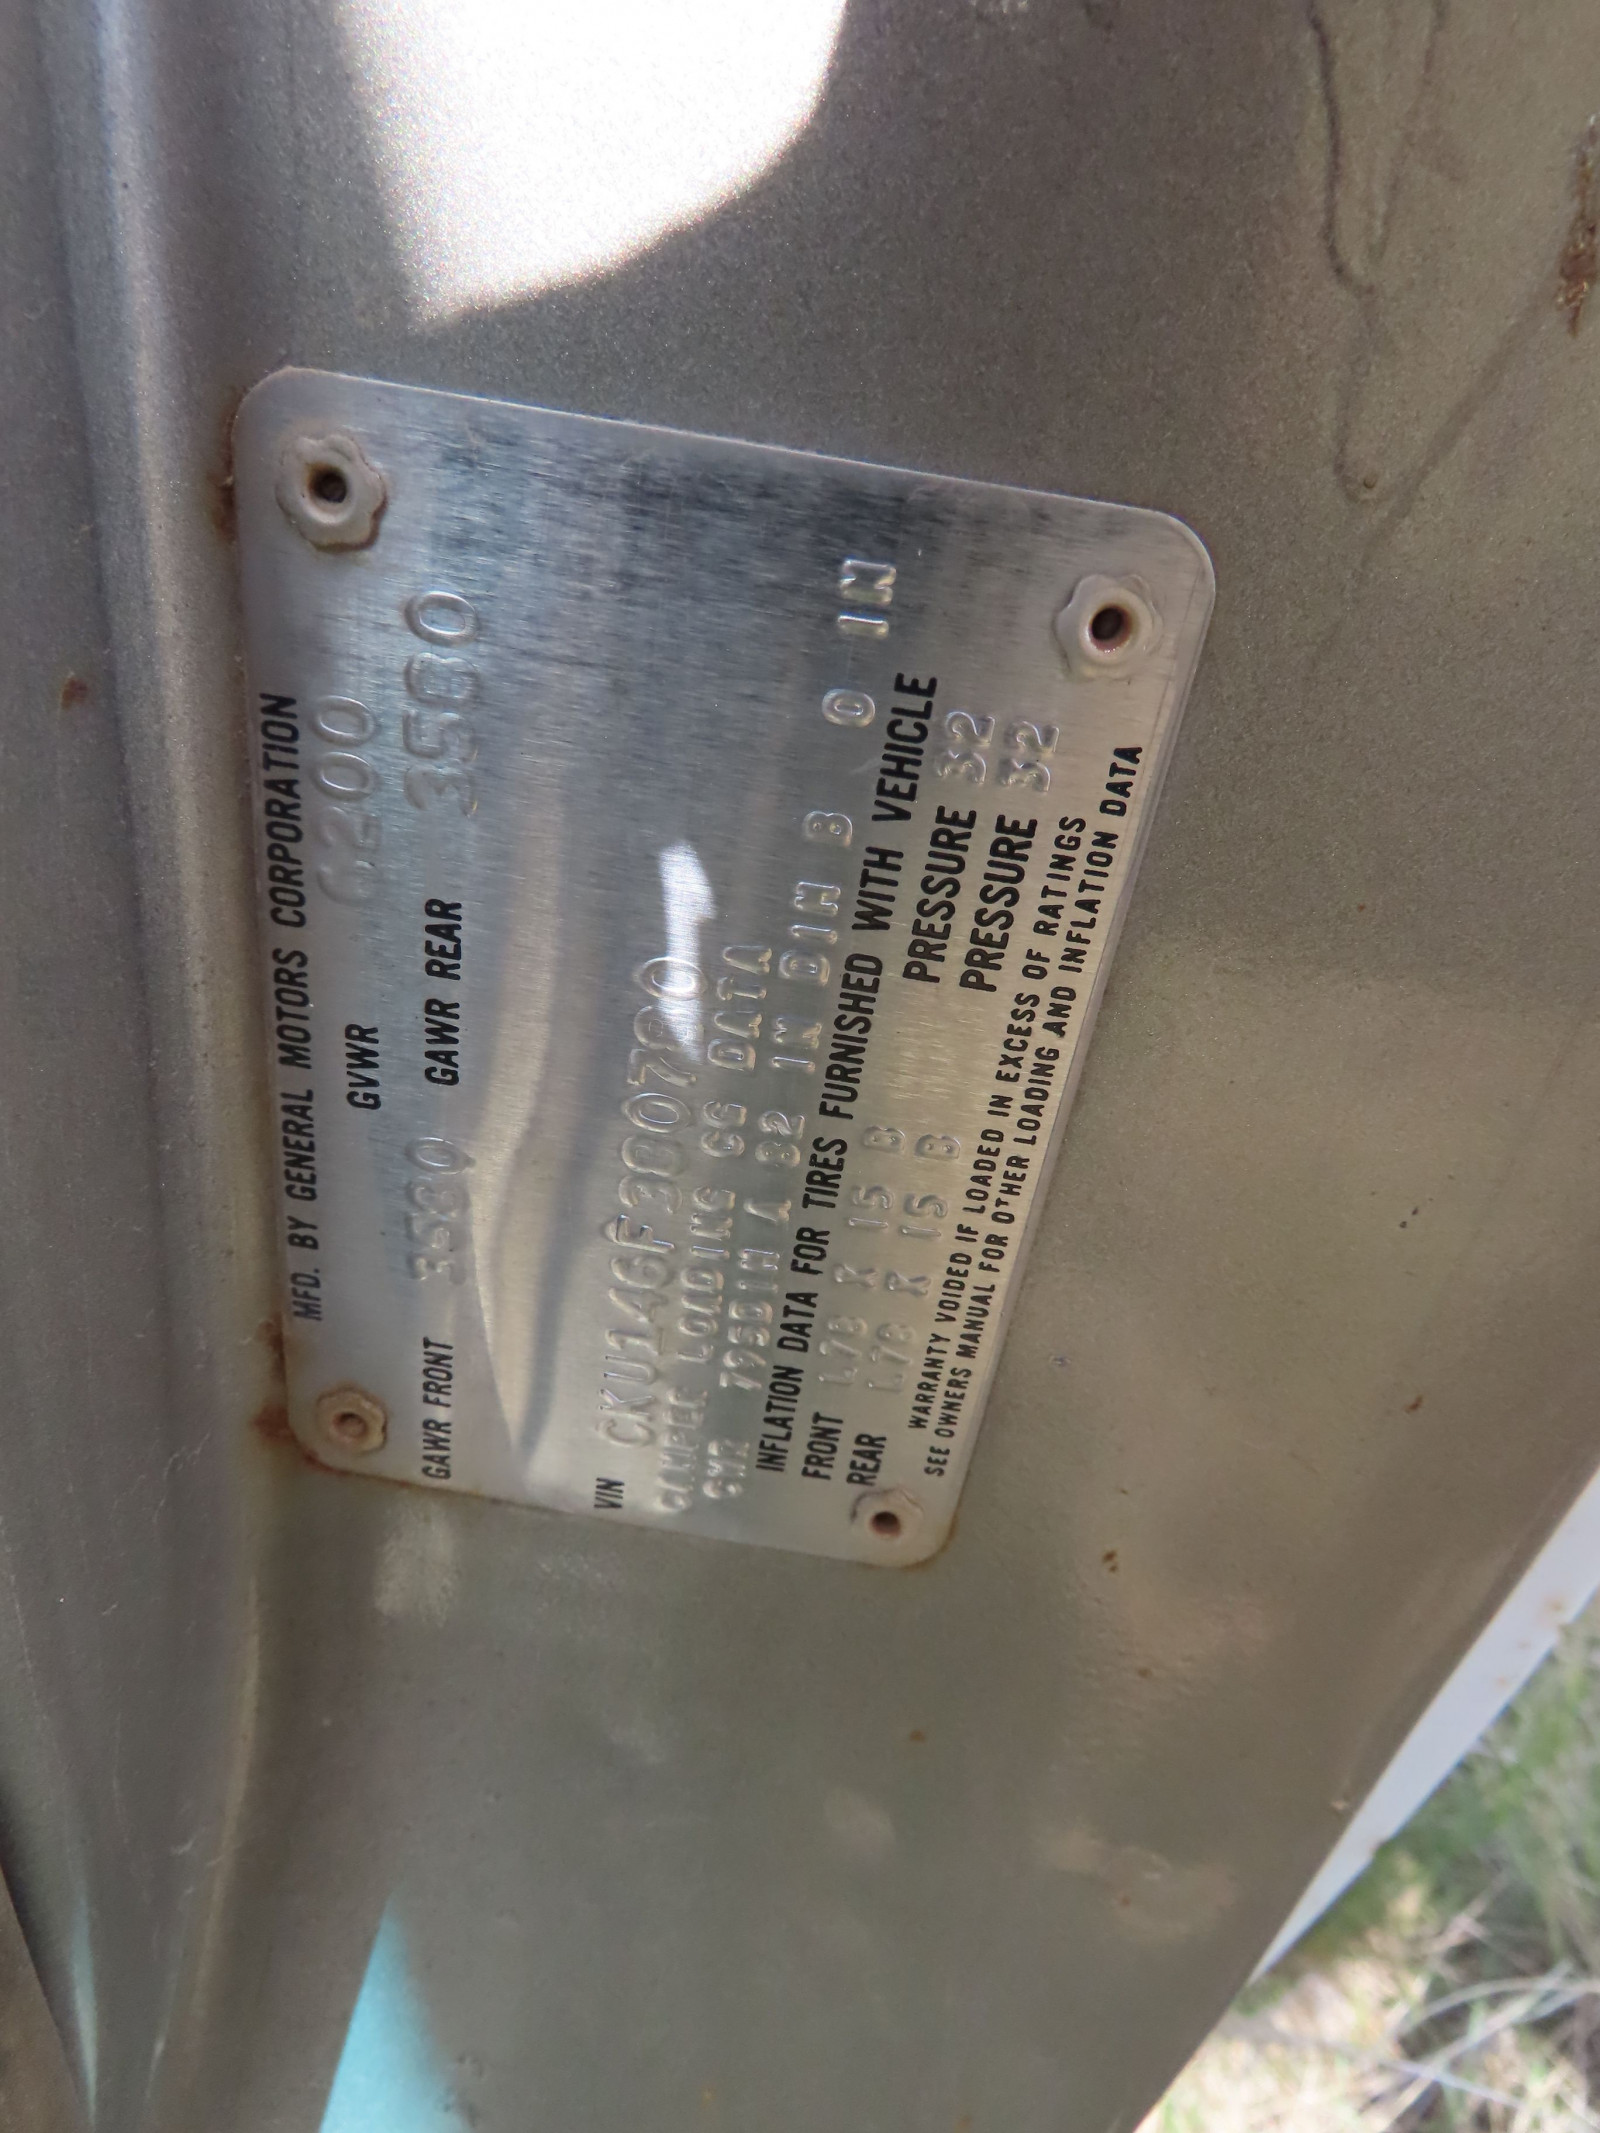 MFD. BY GENERAL MOTORS CORPORATION
GVWR 6200
GAWR FRONT 3580 GAWR REAR 3580
VIN CKU146F380780
CAMPER LOADING CG DATA
CWR 795DIM A 82 IN DIM B 0 IN
INFLATION DATA FOR TIRES FURNISHED WITH VEHICLE
FRONT L78 X 15 B PRESSURE 32
REAR L78 X 15 B PRESSURE 32
WARRANTY VOIDED IF LOADED IN EXCESS OF RATINGS
SEE OWNERS MANUAL FOR OTHER LOADING AND INFLATION DATA